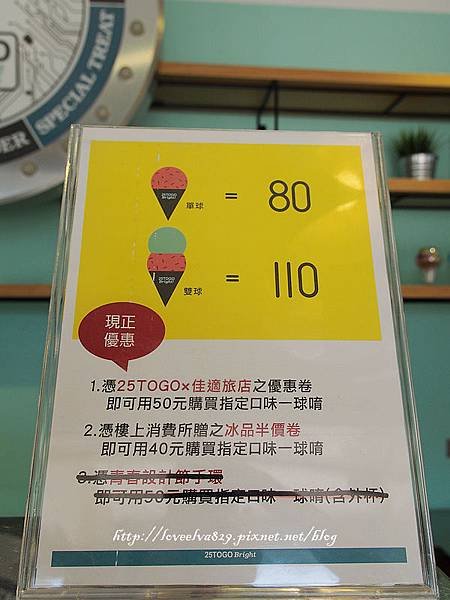 SPECIAL TREAT
25TOGO
Bright!
單球 = 80
25TOGO
Bright!
雙球 = 110
現正
優惠
1.憑25TOGO×佳適旅店之優惠卷
即可用50元購買指定口味一球唷
2.憑樓上消費所贈之冰品半價卷
即可用40元購買指定口味一球唷
3.憑青春設計節手環
即可用50元購買指定口味一球唷(含外杯)
http://loveelva829.pixnet.net/blog
25TOGO Bright